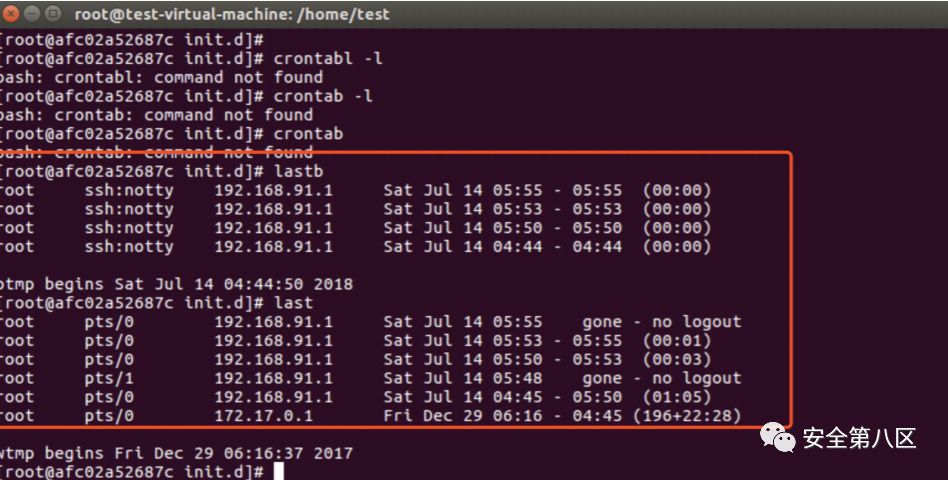 root@test-virtual-machine: /home/test
[root@afc02a52687c init.d]#
[root@afc02a52687c init.d]# crontabl -l
bash: crontabl: command not found
[root@afc02a52687c init.d]# crontab -l
bash: crontab: command not found
[root@afc02a52687c init.d]# crontab
bash: crontab: command not found
[root@afc02a52687c init.d]# lastb
root ssh:notty 192.168.91.1 Sat Jul 14 05:55 - 05:55 (00:00)
root ssh:notty 192.168.91.1 Sat Jul 14 05:53 - 05:53 (00:00)
root ssh:notty 192.168.91.1 Sat Jul 14 05:50 - 05:50 (00:00)
root ssh:notty 192.168.91.1 Sat Jul 14 04:44 - 04:44 (00:00)
btmp begins Sat Jul 14 04:44:50 2018
[root@afc02a52687c init.d]# last
root pts/0 192.168.91.1 Sat Jul 14 05:55 gone - no logout
root pts/0 192.168.91.1 Sat Jul 14 05:53 - 05:55 (00:01)
root pts/0 192.168.91.1 Sat Jul 14 05:50 - 05:53 (00:03)
root pts/1 192.168.91.1 Sat Jul 14 05:48 gone - no logout
root pts/0 192.168.91.1 Sat Jul 14 04:45 - 05:50 (01:05)
root pts/0 172.17.0.1 Fri Dec 29 06:16 - 04:45 (196+22:28)
安全第八区
wtmp begins Fri Dec 29 06:16:37 2017
[root@afc02a52687c init.d]#